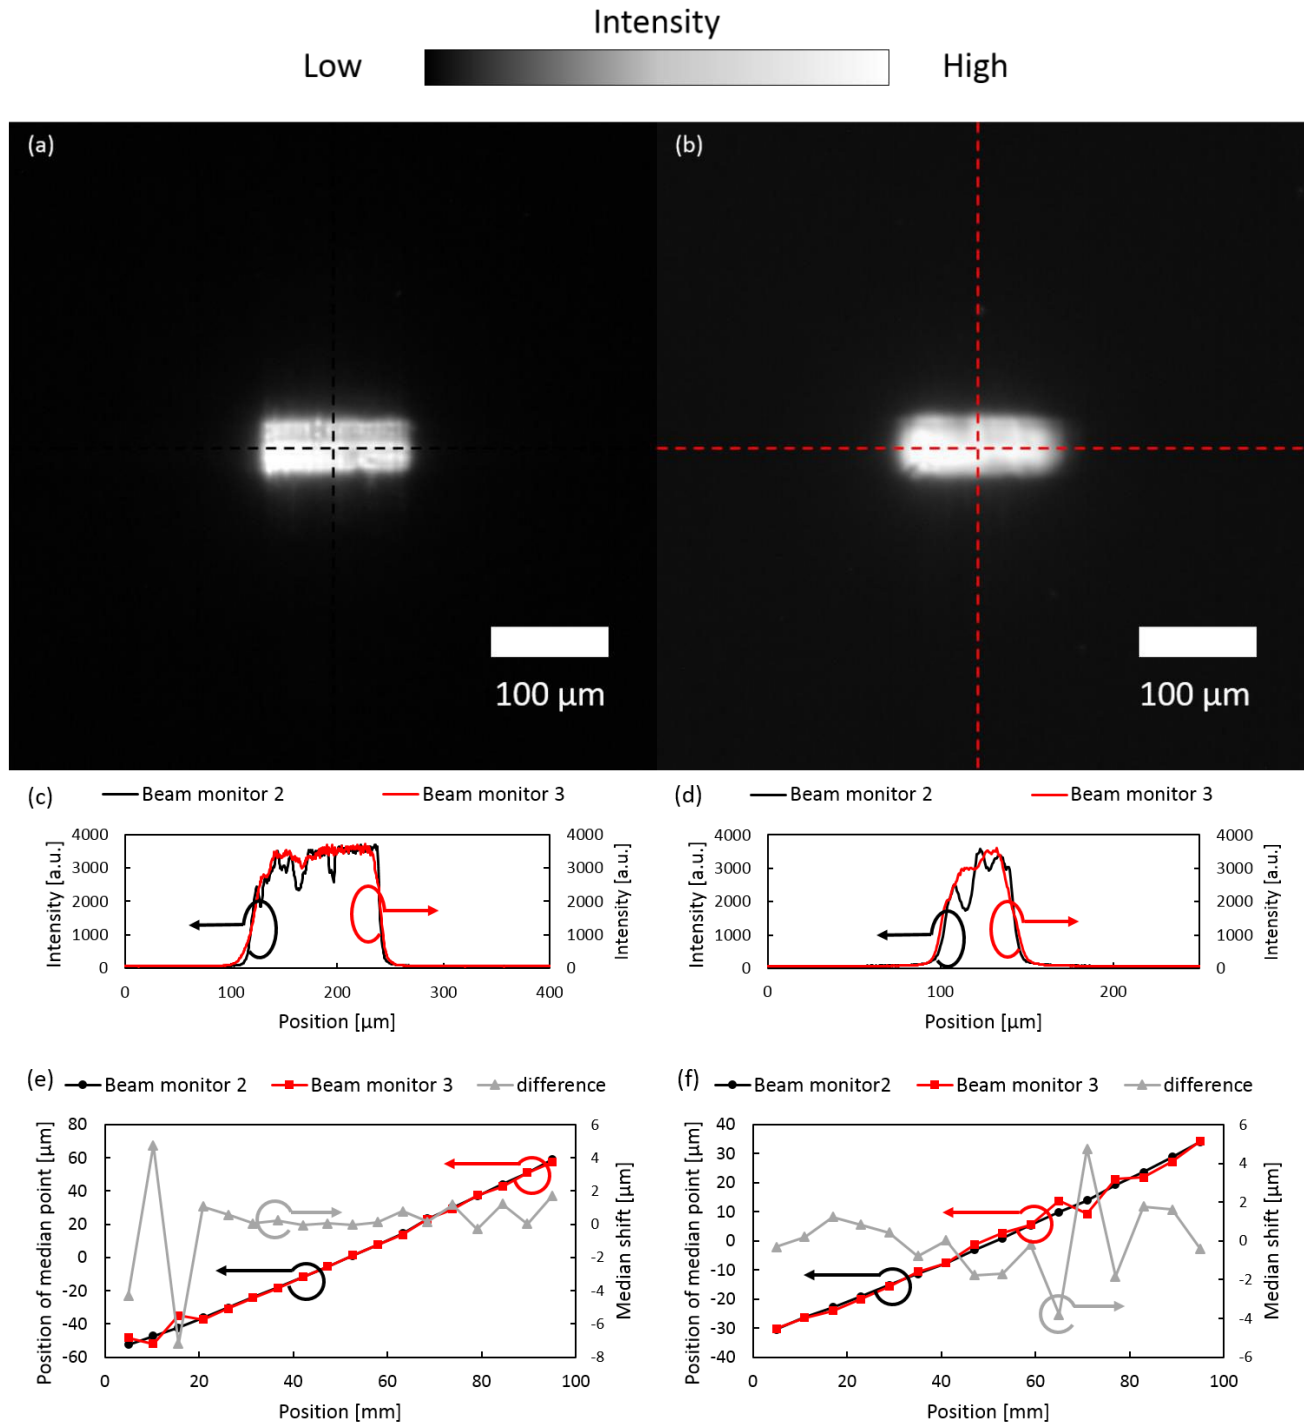 Intensity
Low High
(a) (b)
100 µm 100 µm
(c) Beam monitor 2 Beam monitor 3
Intensity [a.u.]
4000 4000
3000 3000
2000 2000
1000 1000
0 0
Intensity [a.u.]
0 100 200 300 400
Position [µm]
(d) Beam monitor 2 Beam monitor 3
Intensity [a.u.]
4000 4000
3000 3000
2000 2000
1000 1000
0 0
Intensity [a.u.]
0 100 200
Position [µm]
(e) Beam monitor 2 Beam monitor 3 difference
Position of median point [µm]
80 6
60 4
40 2
20 0
0 -2
-20 -4
-40 -6
-60 -8
Median shift [µm]
0 20 40 60 80 100
Position [mm]
(f) Beam monitor2 Beam monitor 3 difference
Position of median point [µm]
40 6
30 4
20 2
10 0
0 -2
-10 -4
-20 -6
-30
-40
Median shift [µm]
0 20 40 60 80 100
Position [mm]